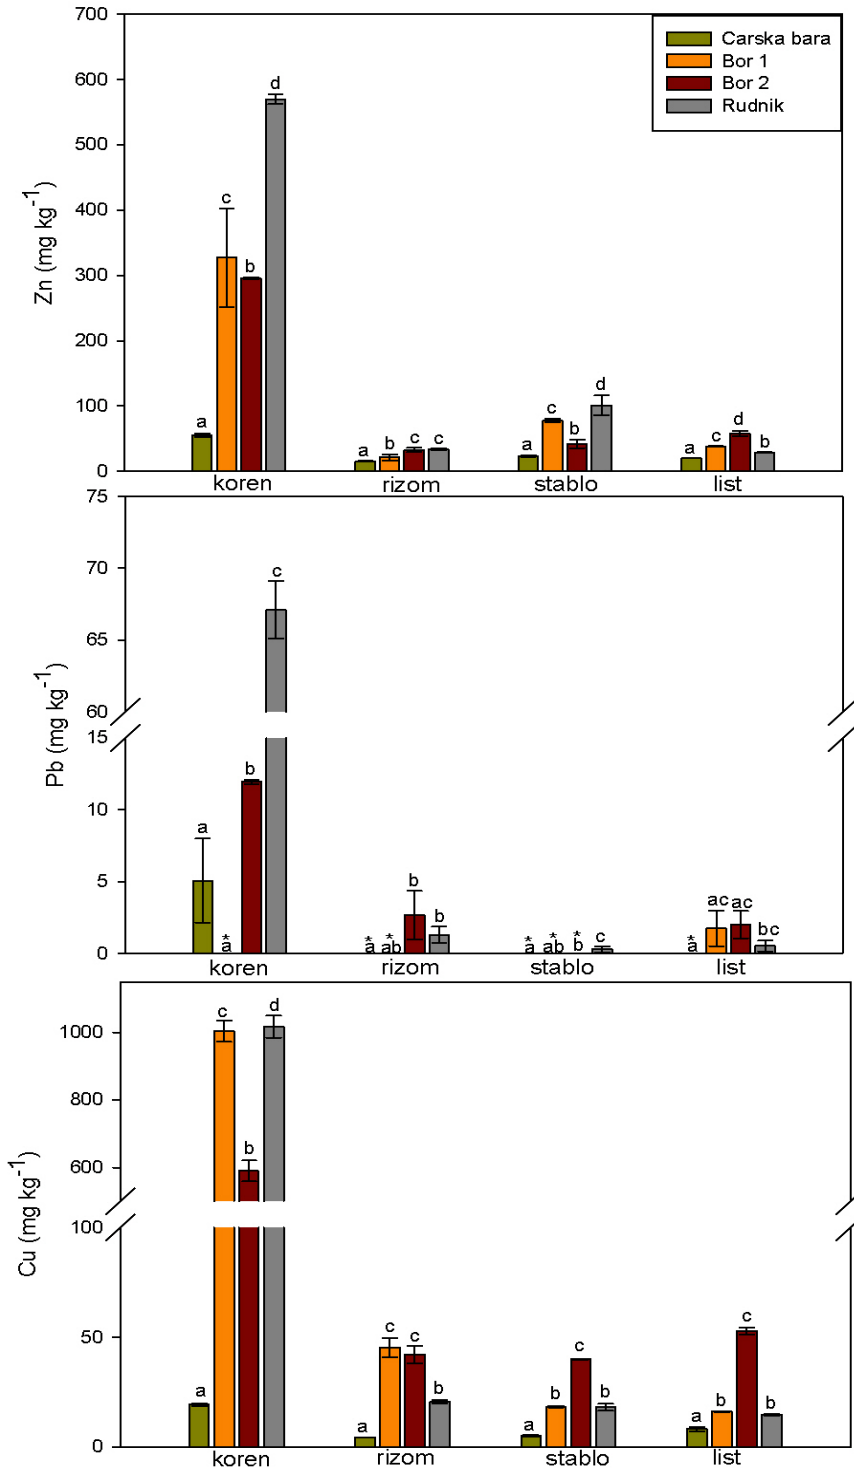 700
600
500
400
300
200
100
0
Zn (mg kg⁻¹)
Carska bara
Bor 1
Bor 2
Rudnik
a c b d
a b c c
a c b d
a c d b
koren rizom stablo list
75
70
65
60
15
10
5
0
Pb (mg kg⁻¹)
a * a b c
* a * ab b b
* a * ab * b c
* a ac ac bc
koren rizom stablo list
1000
800
600
100
50
0
Cu (mg kg⁻¹)
a c b d
a c c b
a b c b
a b c b
koren rizom stablo list